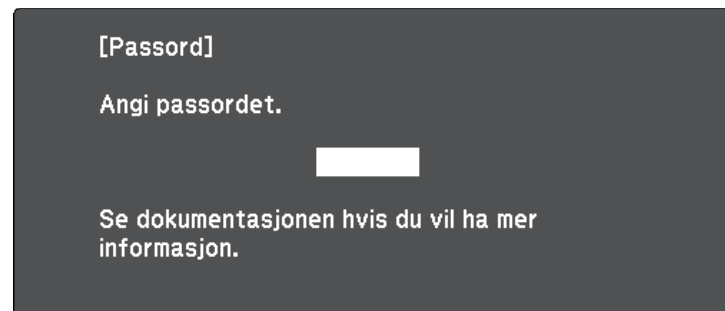 [Passord]
Angi passordet.
Se dokumentasjonen hvis du vil ha mer
informasjon.